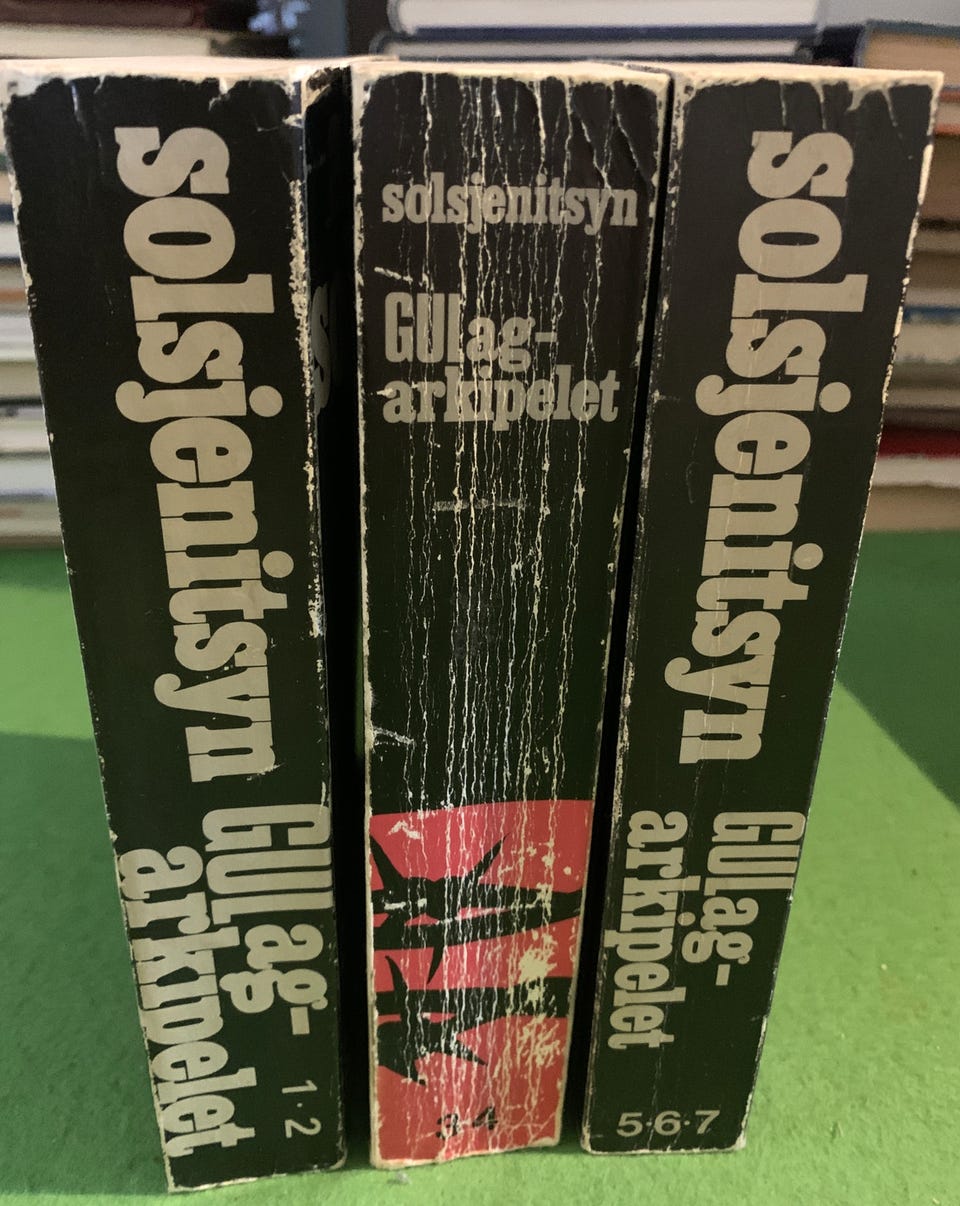 solsjenitsyn
GULag-
arkipelet
1·2
solsjenitsyn
GULag-
arkipelet
3-4
solsjenitsyn
GULag-
arkipelet
5·6·7